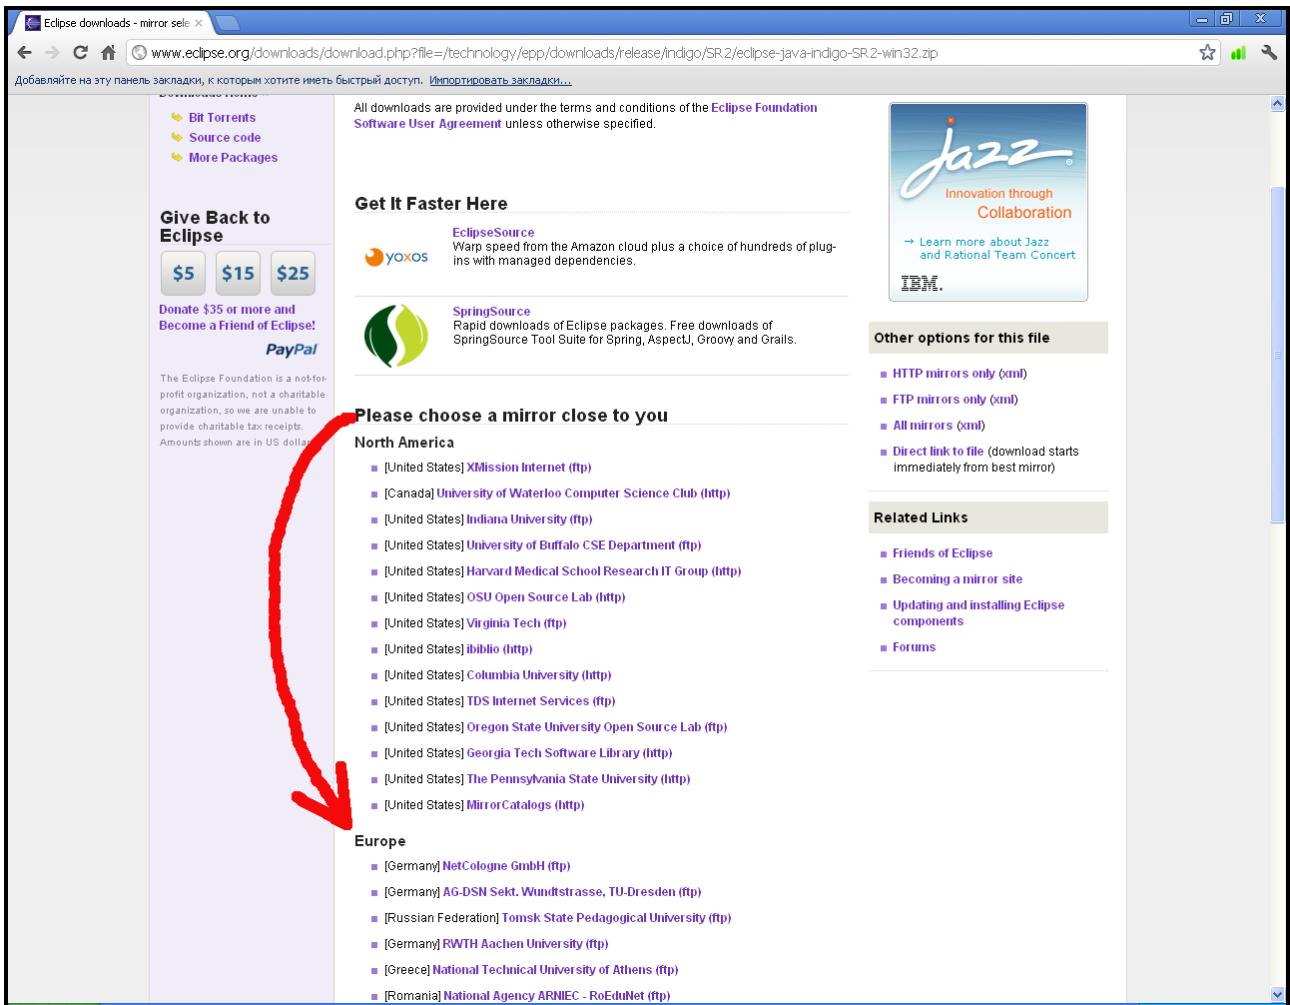 Eclipse downloads - mirror sele
www.eclipse.org/downloads/download.php?file=/technology/epp/downloads/release/indigo/SR2/eclipse-java-indigo-SR2-win32.zip
Добавляйте на эту панель закладки, к которым хотите иметь быстрый доступ. Импортировать закладки...
Bit Torrents
Source code
More Packages
Give Back to
Eclipse
$5 $15 $25
Donate $35 or more and
Become a Friend of Eclipse!
PayPal
The Eclipse Foundation is a not-for-
profit organization, not a charitable
organization, so we are unable to
provide charitable tax receipts.
Amounts shown are in US
All downloads are provided under the terms and conditions of the Eclipse Foundation
Software User Agreement unless otherwise specified.
Get It Faster Here
yoxos
EclipseSource
Warp speed from the Amazon cloud plus a choice of hundreds of plug-
ins with managed dependencies.
SpringSource
Rapid downloads of Eclipse packages. Free downloads of
SpringSource Tool Suite for Spring, AspectJ, Groovy and Grails.
Please choose a mirror close to you
North America
[United States] XMission Internet (ftp)
[Canada] University of Waterloo Computer Science Club (http)
[United States] Indiana University (ftp)
[United States] University of Buffalo CSE Department (ftp)
[United States] Harvard Medical School Research IT Group (http)
[United States] OSU Open Source Lab (http)
[United States] Virginia Tech (ftp)
[United States] ibiblio (http)
[United States] Columbia University (http)
[United States] TDS Internet Services (ftp)
[United States] Oregon State University Open Source Lab (ftp)
[United States] Georgia Tech Software Library (http)
[United States] The Pennsylvania State University (http)
[United States] MirrorCatalogs (http)
Europe
[Germany] NetCologne GmbH (ftp)
[Germany] AG-DSN Sekt. Wundtstrasse, TU-Dresden (ftp)
[Russian Federation] Tomsk State Pedagogical University (ftp)
[Germany] RWTH Aachen University (ftp)
[Greece] National Technical University of Athens (ftp)
[Romania] National Agency ARNIEC - RoEduNet (ftp)
jazz
Innovation through
Collaboration
→ Learn more about Jazz
and Rational Team Concert
IBM.
Other options for this file
HTTP mirrors only (xml)
FTP mirrors only (xml)
All mirrors (xml)
Direct link to file (download starts
immediately from best mirror)
Related Links
Friends of Eclipse
Becoming a mirror site
Updating and installing Eclipse
components
Forums